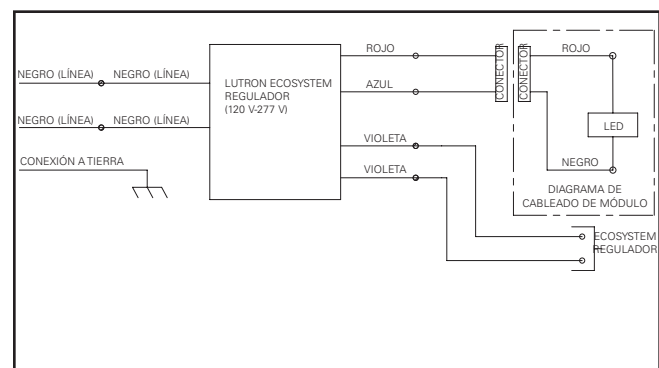 NEGRO (LÍNEA) NEGRO (LÍNEA)
NEGRO (LÍNEA) NEGRO (LÍNEA)
CONEXIÓN A TIERRA
LUTRON ECOSYSTEM
REGULADOR
(120 V-277 V)
ROJO
AZUL
VIOLETA
VIOLETA
CONECTOR
CONECTOR
ROJO
LED
NEGRO
DIAGRAMA DE
CABLEADO DE MÓDULO
ECOSYSTEM
REGULADOR